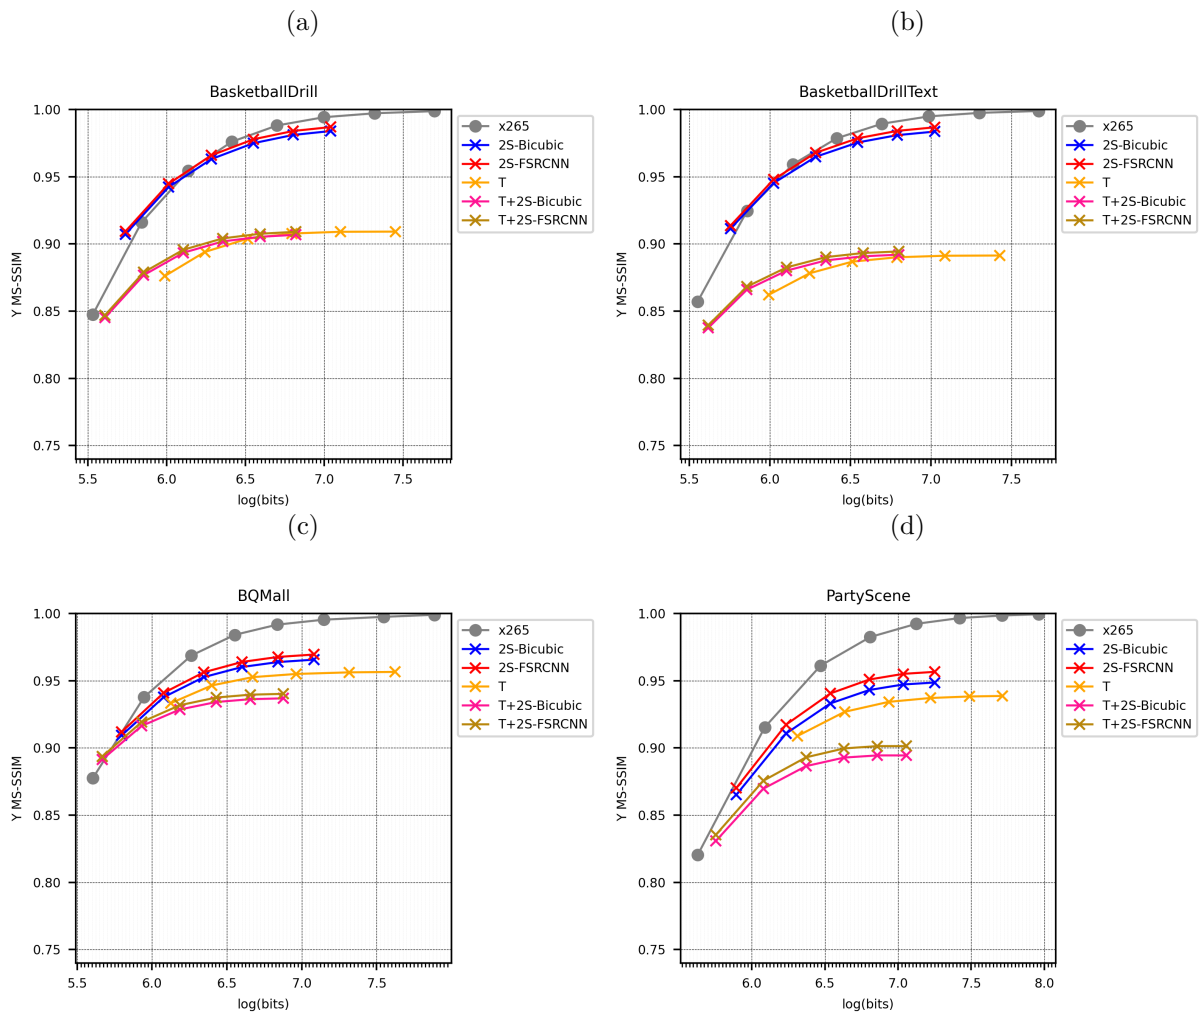 (a)
BasketballDrill
1.00
0.95
0.90
0.85
0.80
0.75
Y MS-SSIM
5.5 6.0 6.5 7.0 7.5
log(bits)
x265
2S-Bicubic
2S-FSRCNN
T
T+2S-Bicubic
T+2S-FSRCNN
(b)
BasketballDrillText
1.00
0.95
0.90
0.85
0.80
0.75
Y MS-SSIM
5.5 6.0 6.5 7.0 7.5
log(bits)
x265
2S-Bicubic
2S-FSRCNN
T
T+2S-Bicubic
T+2S-FSRCNN
(c)
BQMall
1.00
0.95
0.90
0.85
0.80
0.75
Y MS-SSIM
5.5 6.0 6.5 7.0 7.5
log(bits)
x265
2S-Bicubic
2S-FSRCNN
T
T+2S-Bicubic
T+2S-FSRCNN
(d)
PartyScene
1.00
0.95
0.90
0.85
0.80
0.75
Y MS-SSIM
6.0 6.5 7.0 7.5 8.0
log(bits)
x265
2S-Bicubic
2S-FSRCNN
T
T+2S-Bicubic
T+2S-FSRCNN